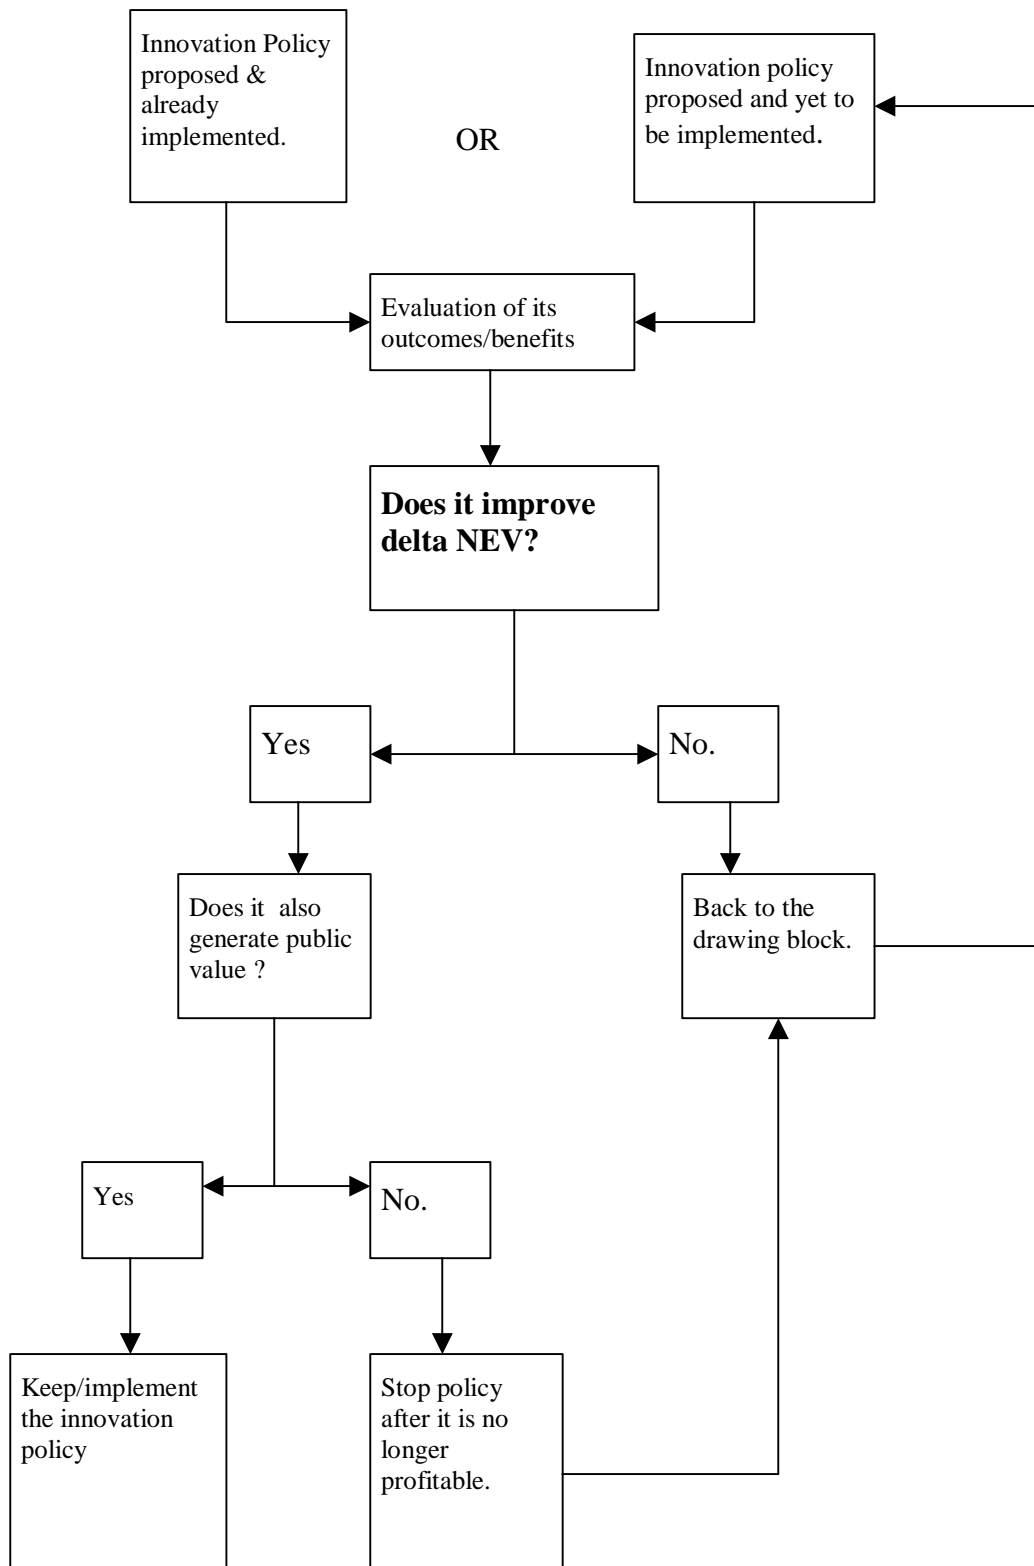 Innovation Policy
proposed &
already
implemented.
OR
Innovation policy
proposed and yet to
be implemented.
Evaluation of its
outcomes/benefits
Does it improve
delta NEV?
Yes
No.
Does it  also
generate public
value ?
Back to the
drawing block.
Yes
No.
Keep/implement
the innovation
policy
Stop policy
after it is no
longer
profitable.